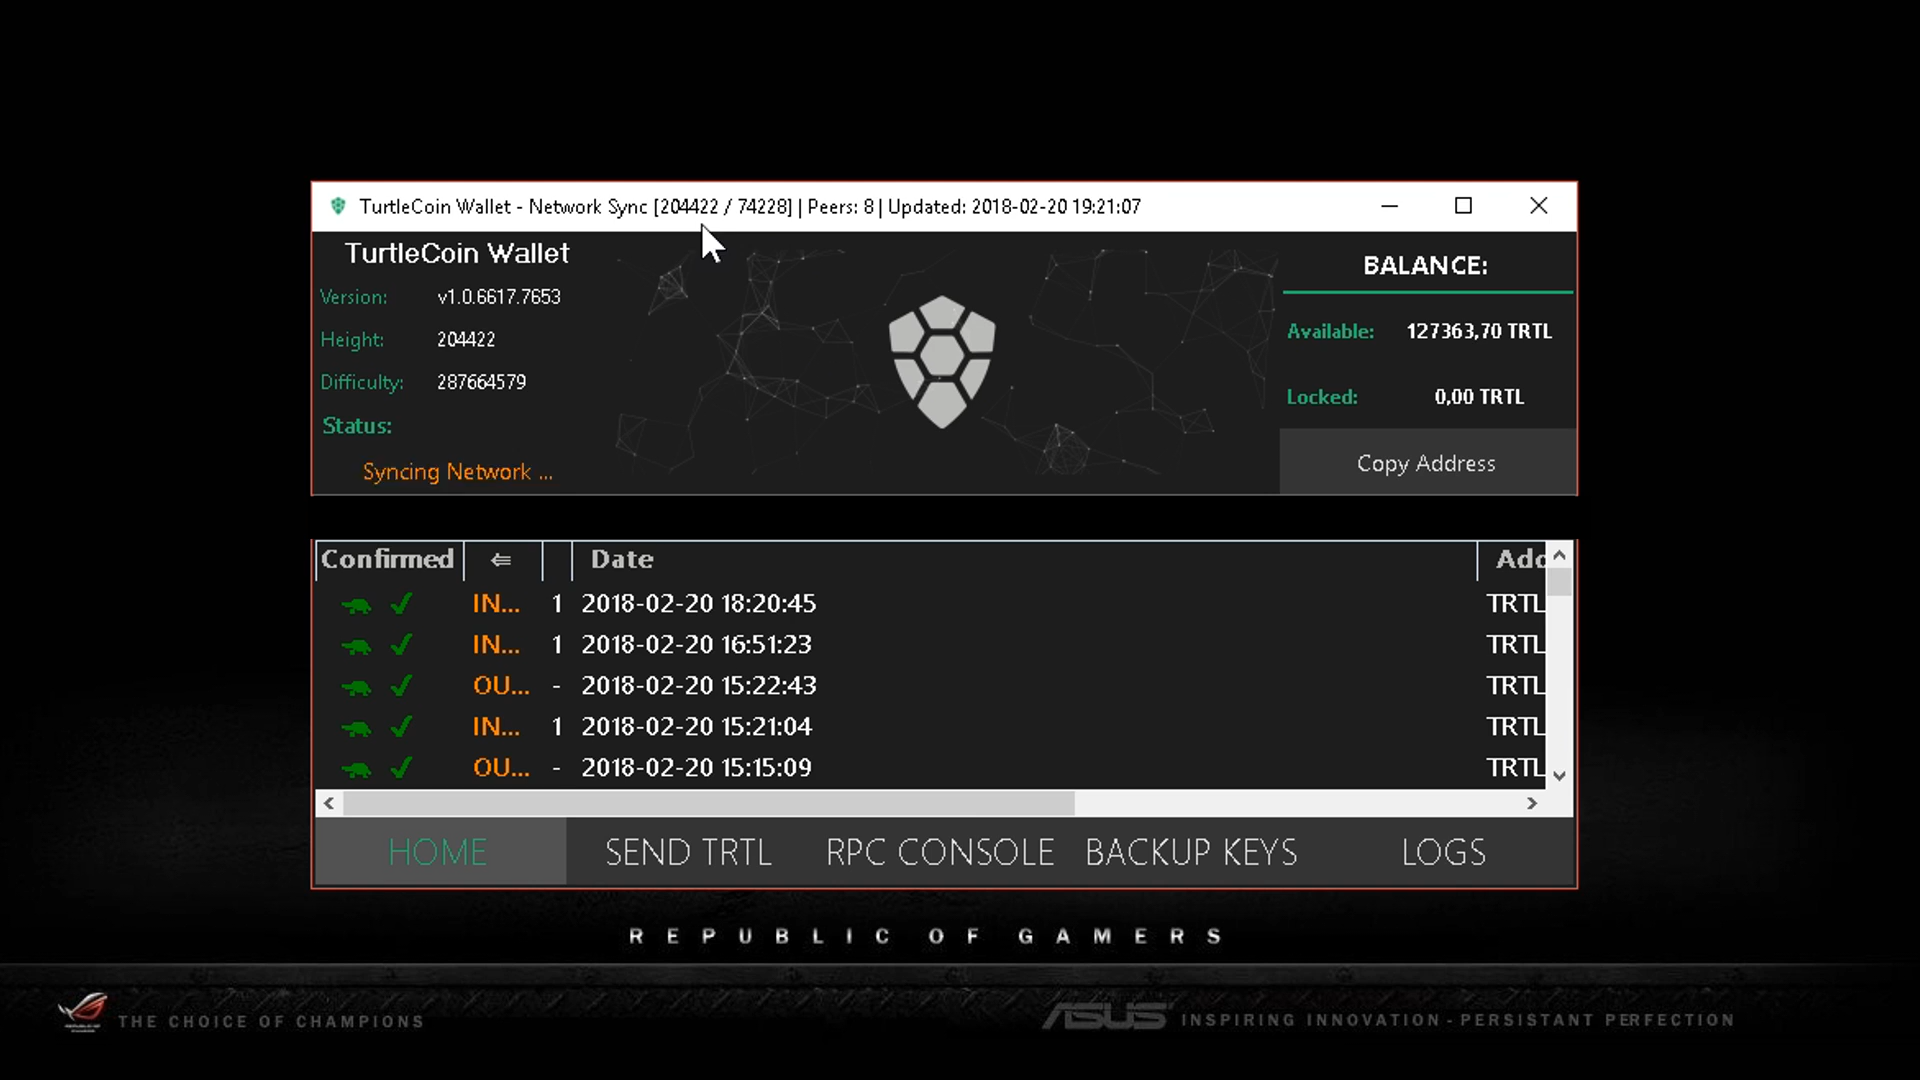 TurtleCoin Wallet - Network Sync [204422 / 74228] | Peers: 8 | Updated: 2018-02-20 19:21:07
TurtleCoin Wallet
Version: v1.0.6617.7653
Height: 204422
Difficulty: 287664579
Status:
Syncing Network ...
BALANCE:
Available: 127363,70 TRTL
Locked: 0,00 TRTL
Copy Address
Confirmed ⇐ Date Add
IN... 1 2018-02-20 18:20:45 TRTL
IN... 1 2018-02-20 16:51:23 TRTL
OU... - 2018-02-20 15:22:43 TRTL
IN... 1 2018-02-20 15:21:04 TRTL
OU... - 2018-02-20 15:15:09 TRTL
HOME SEND TRTL RPC CONSOLE BACKUP KEYS LOGS
REPUBLIC OF GAMERS
THE CHOICE OF CHAMPIONS
ASUS INSPIRING INNOVATION - PERSISTANT PERFECTION